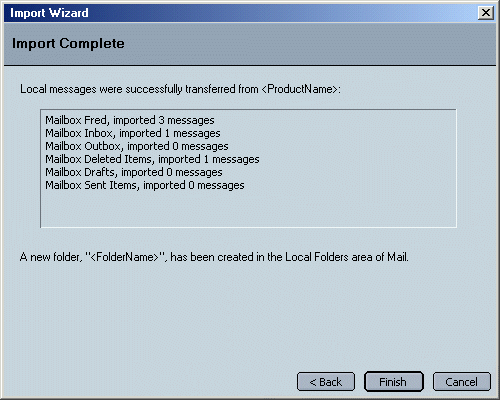 Import Wizard
Import Complete
Local messages were successfully transferred from <ProductName>:
Mailbox Fred, imported 3 messages
Mailbox Inbox, imported 1 messages
Mailbox Outbox, imported 0 messages
Mailbox Deleted Items, imported 1 messages
Mailbox Drafts, imported 0 messages
Mailbox Sent Items, imported 0 messages
A new folder, "<FolderName>", has been created in the Local Folders area of Mail.
< Back
Finish
Cancel